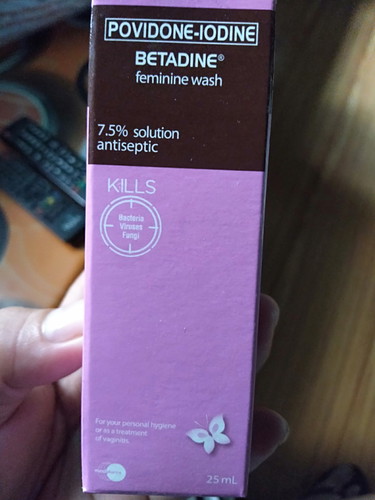 POVIDONE-IODINE
BETADINE®
feminine wash
7.5% solution
antiseptic
KILLS
Bacteria
Viruses
Fungi
For your personal hygiene
or as a treatment
of vaginitis.
25 mL